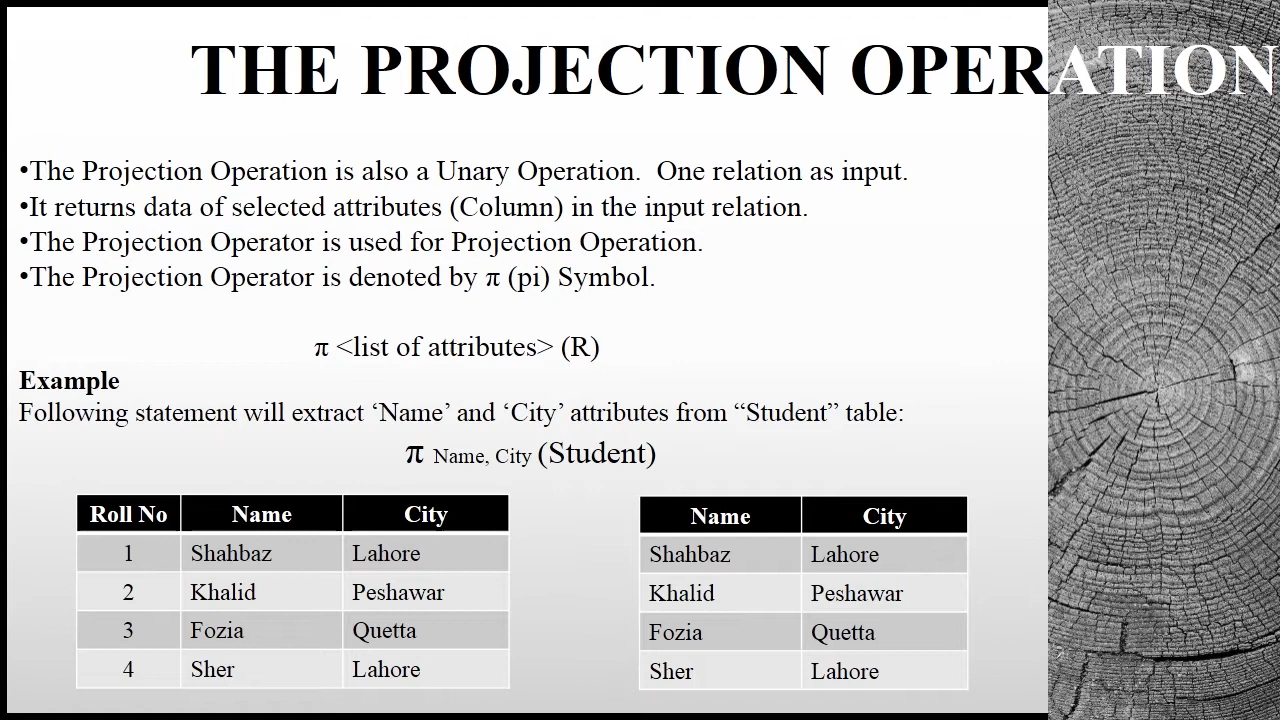 THE PROJECTION OPERATION
•The Projection Operation is also a Unary Operation.  One relation as input.
•It returns data of selected attributes (Column) in the input relation.
•The Projection Operator is used for Projection Operation.
•The Projection Operator is denoted by π (pi) Symbol.
π <list of attributes> (R)
Example
Following statement will extract ‘Name’ and ‘City’ attributes from “Student” table:
π Name, City (Student)
Roll No Name City
1 Shahbaz Lahore
2 Khalid Peshawar
3 Fozia Quetta
4 Sher Lahore
Name City
Shahbaz Lahore
Khalid Peshawar
Fozia Quetta
Sher Lahore